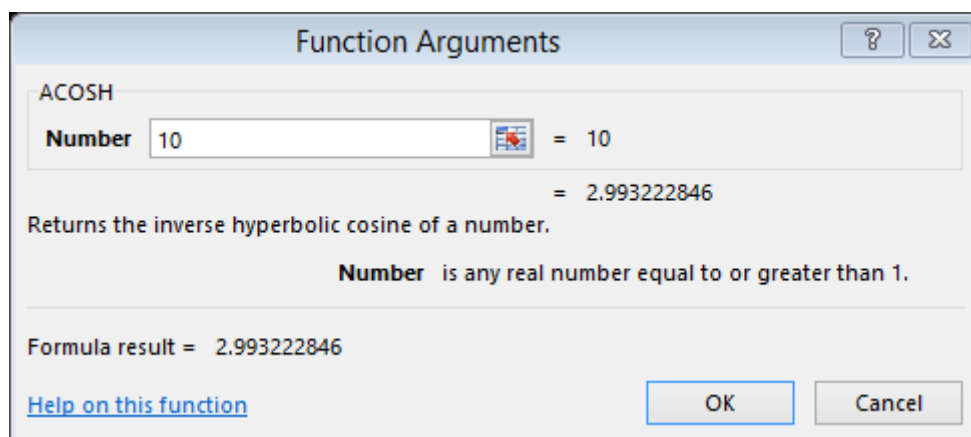 Function Arguments
ACOSH
Number 10 = 10
= 2.993222846
Returns the inverse hyperbolic cosine of a number.
Number is any real number equal to or greater than 1.
Formula result = 2.993222846
Help on this function OK Cancel